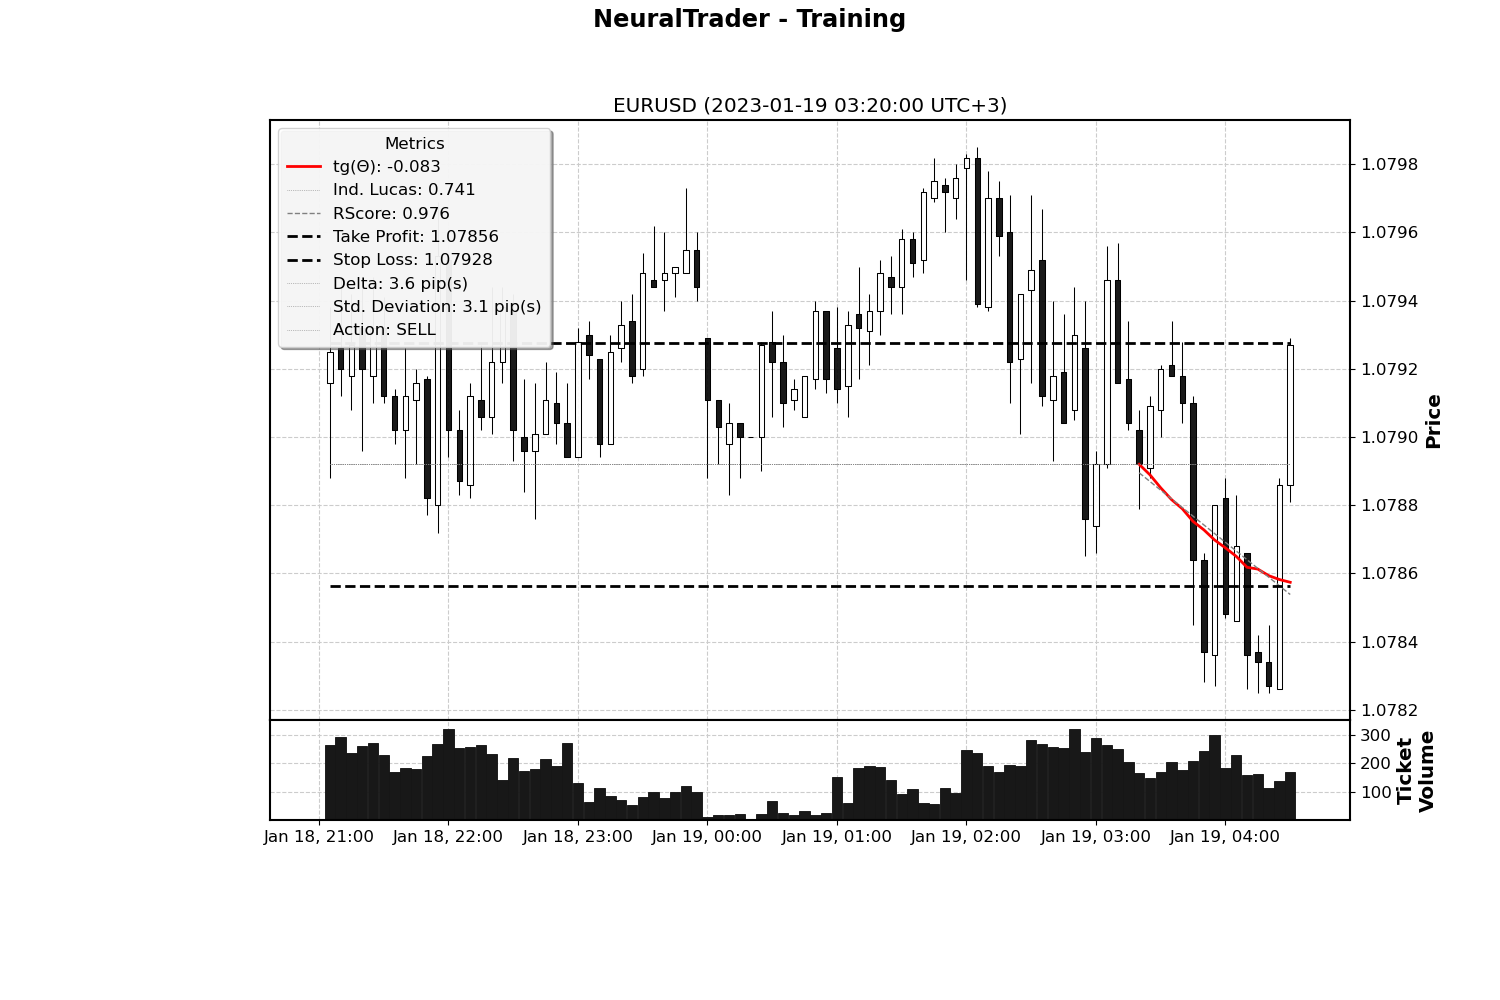 NeuralTrader - Training
EURUSD (2023-01-19 03:20:00 UTC+3)
Metrics
tg(Θ): -0.083
Ind. Lucas: 0.741
RScore: 0.976
Take Profit: 1.07856
Stop Loss: 1.07928
Delta: 3.6 pip(s)
Std. Deviation: 3.1 pip(s)
Action: SELL
1.0798
1.0796
1.0794
1.0792
1.0790
1.0788
1.0786
1.0784
1.0782
Price
300
200
100
Ticket
Volume
Jan 18, 21:00 Jan 18, 22:00 Jan 18, 23:00 Jan 19, 00:00 Jan 19, 01:00 Jan 19, 02:00 Jan 19, 03:00 Jan 19, 04:00